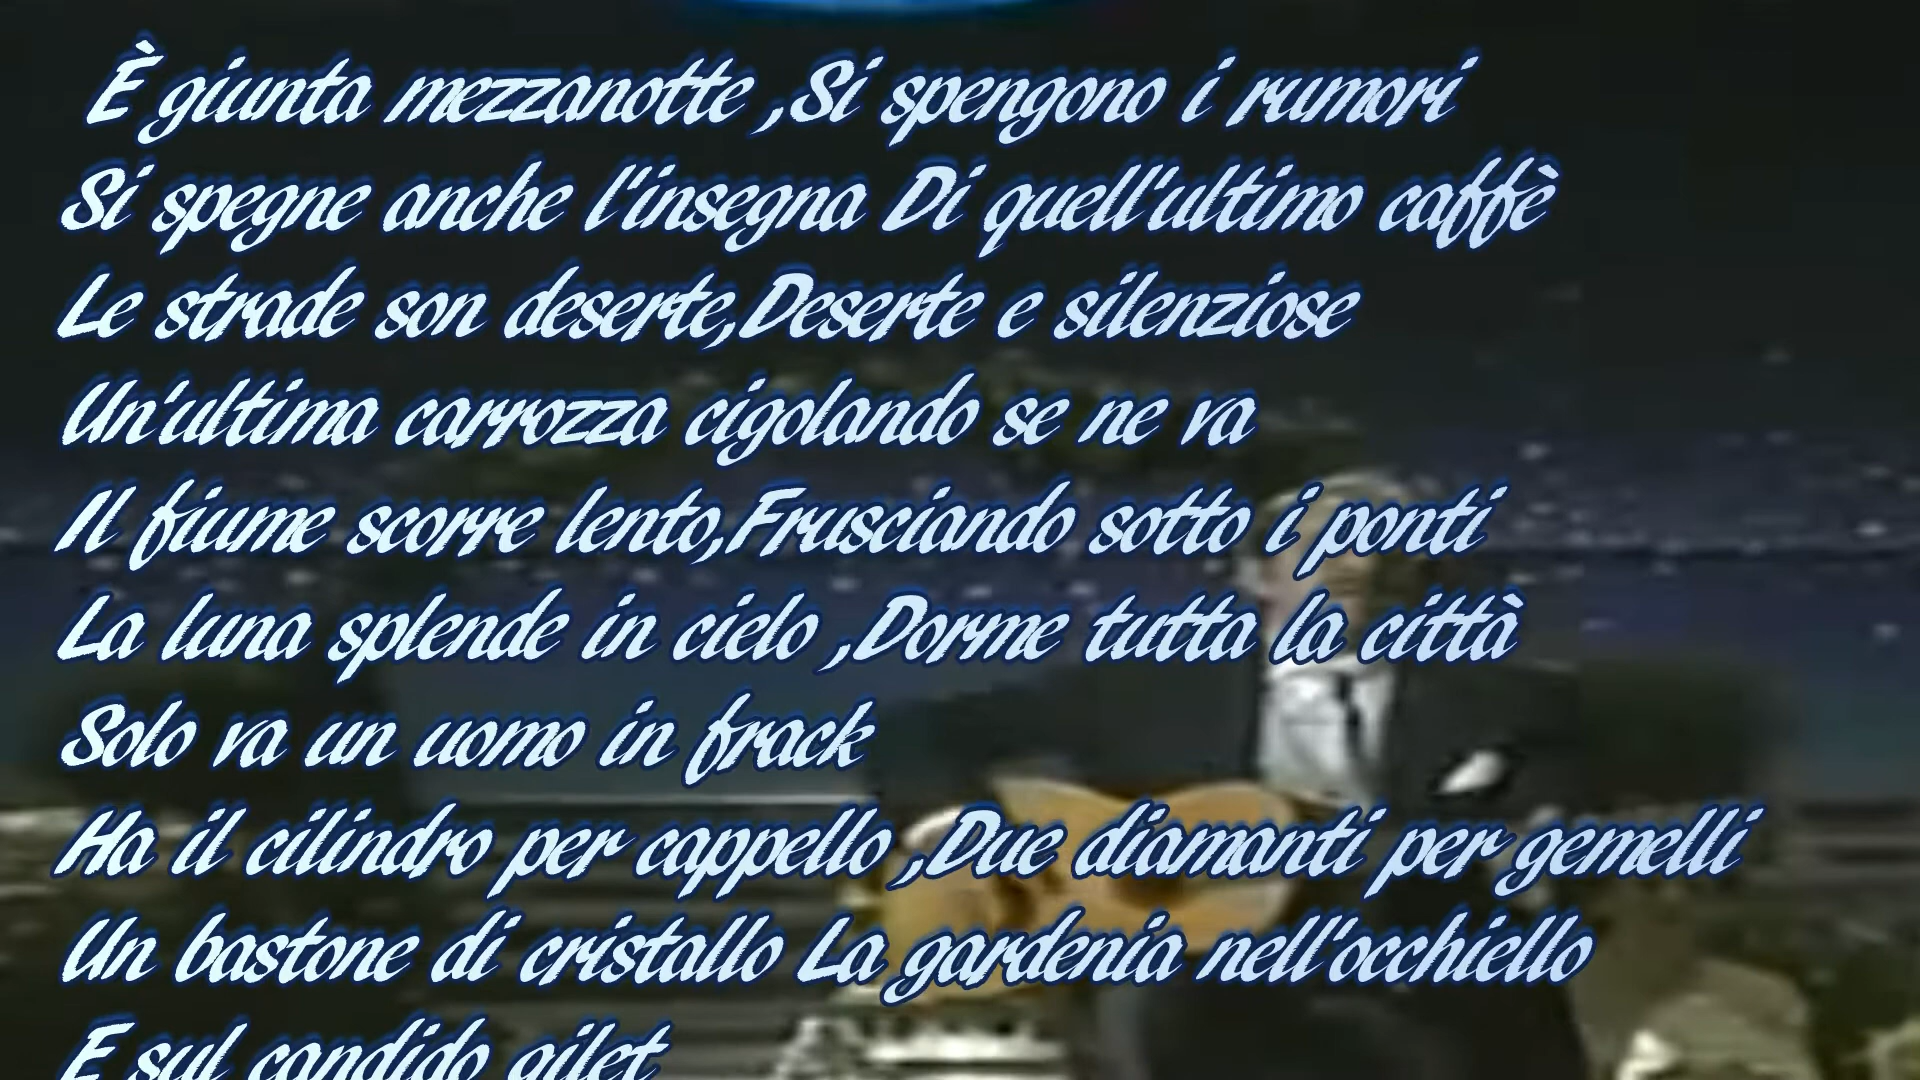 È giunta mezzanotte ,Si spengono i rumori
Si spegne anche l'insegna Di quell'ultimo caffè
Le strade son deserte,Deserte e silenziose
Un'ultima carrozza cigolando se ne va
Il fiume scorre lento,Frusciando sotto i ponti
La luna splende in cielo ,Dorme tutta la città
Solo va un uomo in frack
Ha il cilindro per cappello ,Due diamanti per gemelli
Un bastone di cristallo La gardenia nell'occhiello
E sul candido gilet